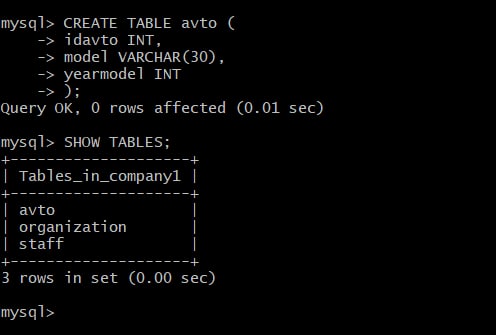 mysql> CREATE TABLE avto (
    -> idavto INT,
    -> model VARCHAR(30),
    -> yearmodel INT
    -> );
Query OK, 0 rows affected (0.01 sec)
mysql> SHOW TABLES;
+--------------------+
| Tables_in_company1 |
+--------------------+
| avto               |
| organization       |
| staff              |
+--------------------+
3 rows in set (0.00 sec)
mysql>